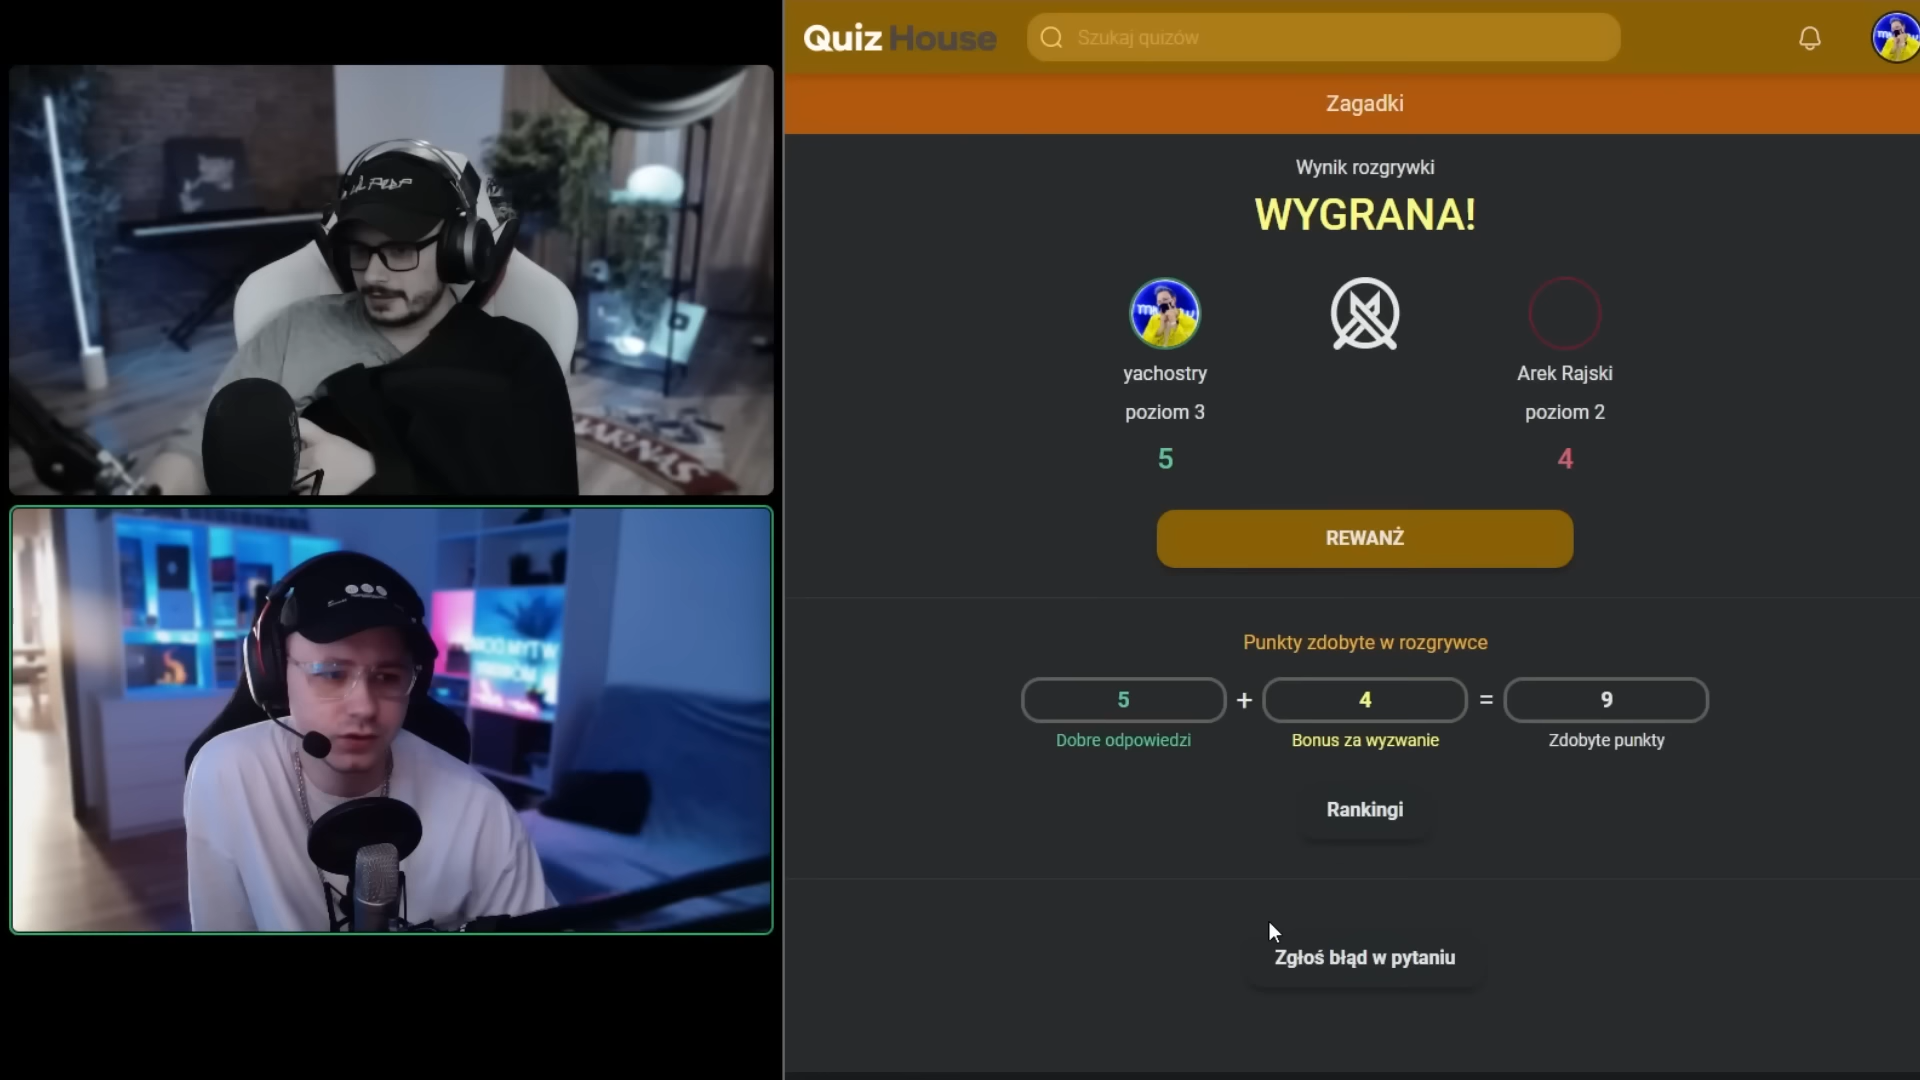 Quiz House
Szukaj quizów
Zagadki
Wynik rozgrywki
WYGRANA!
yachostry
Arek Rajski
poziom 3
poziom 2
5
4
REWANŻ
Punkty zdobyte w rozgrywce
5 + 4 = 9
Dobre odpowiedzi
Bonus za wyzwanie
Zdobyte punkty
Rankingi
Zgłoś błąd w pytaniu